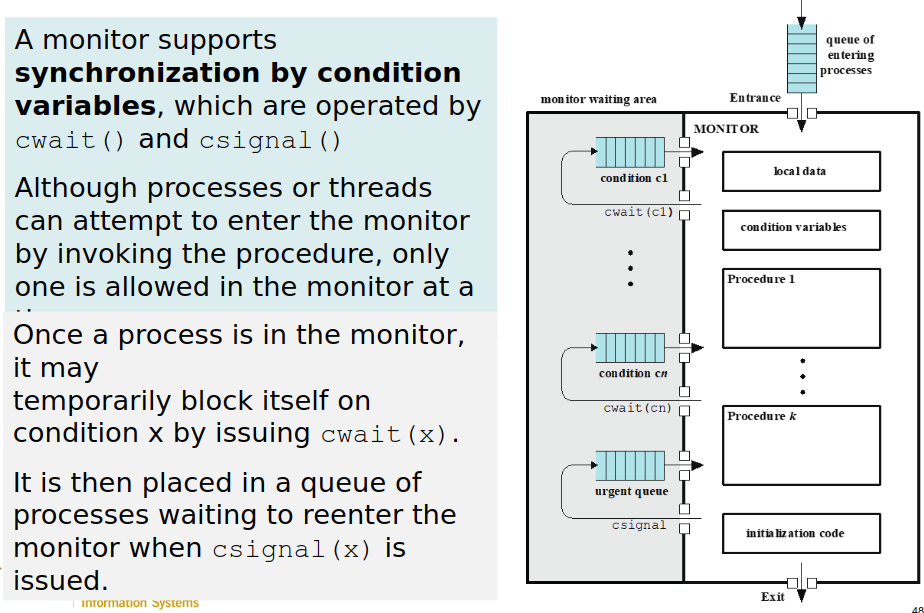 A monitor supports
synchronization by condition
variables, which are operated by
cwait() and csignal()
Although processes or threads
can attempt to enter the monitor
by invoking the procedure, only
one is allowed in the monitor at a
Once a process is in the monitor,
it may
temporarily block itself on
condition x by issuing cwait(x).
It is then placed in a queue of
processes waiting to reenter the
monitor when csignal(x) is
issued.
Information Systems
queue of
entering
processes
Entrance
monitor waiting area
MONITOR
condition c1
cwait(c1)
local data
condition variables
Procedure 1
condition cn
cwait(cn)
Procedure k
urgent queue
csignal
initialization code
Exit
48